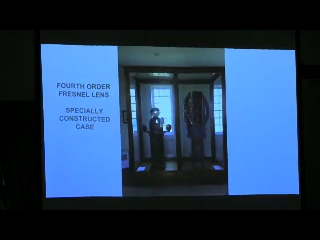 FOURTH ORDER
FRESNEL LENS
SPECIALLY
CONSTRUCTED
CASE